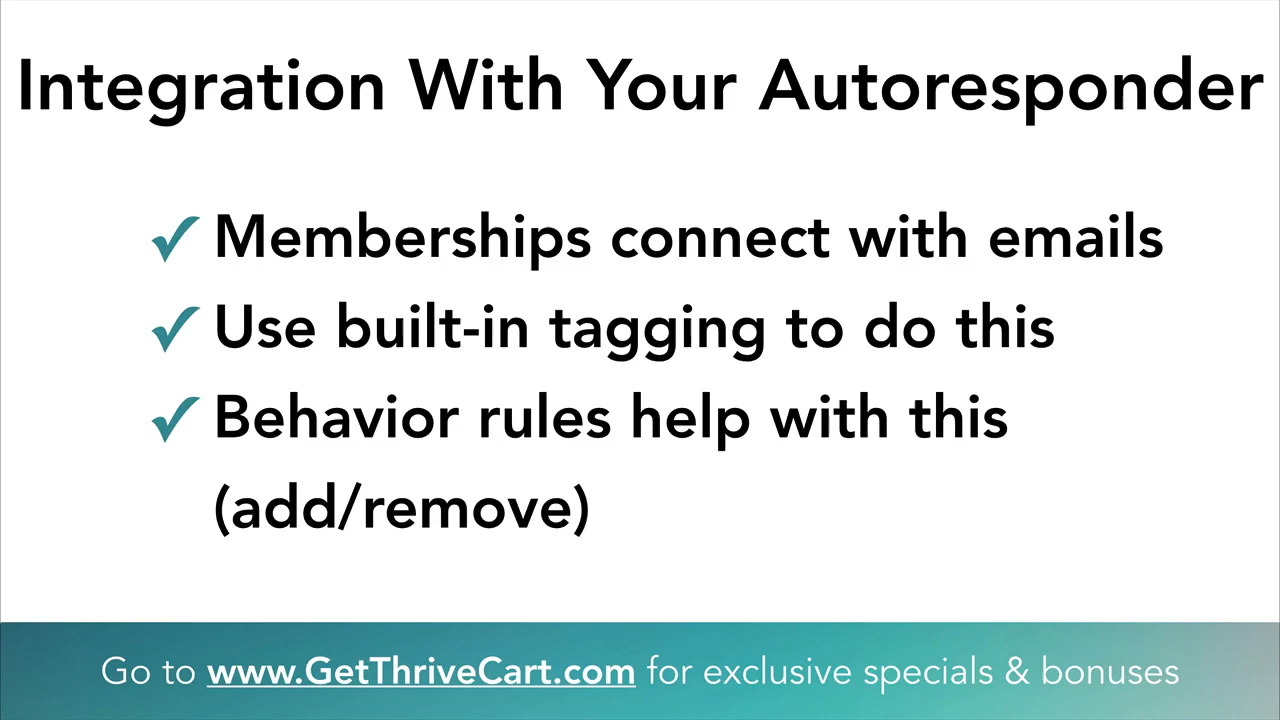 Integration With Your Autoresponder
✓ Memberships connect with emails
✓ Use built-in tagging to do this
✓ Behavior rules help with this
(add/remove)
Go to www.GetThriveCart.com for exclusive specials & bonuses